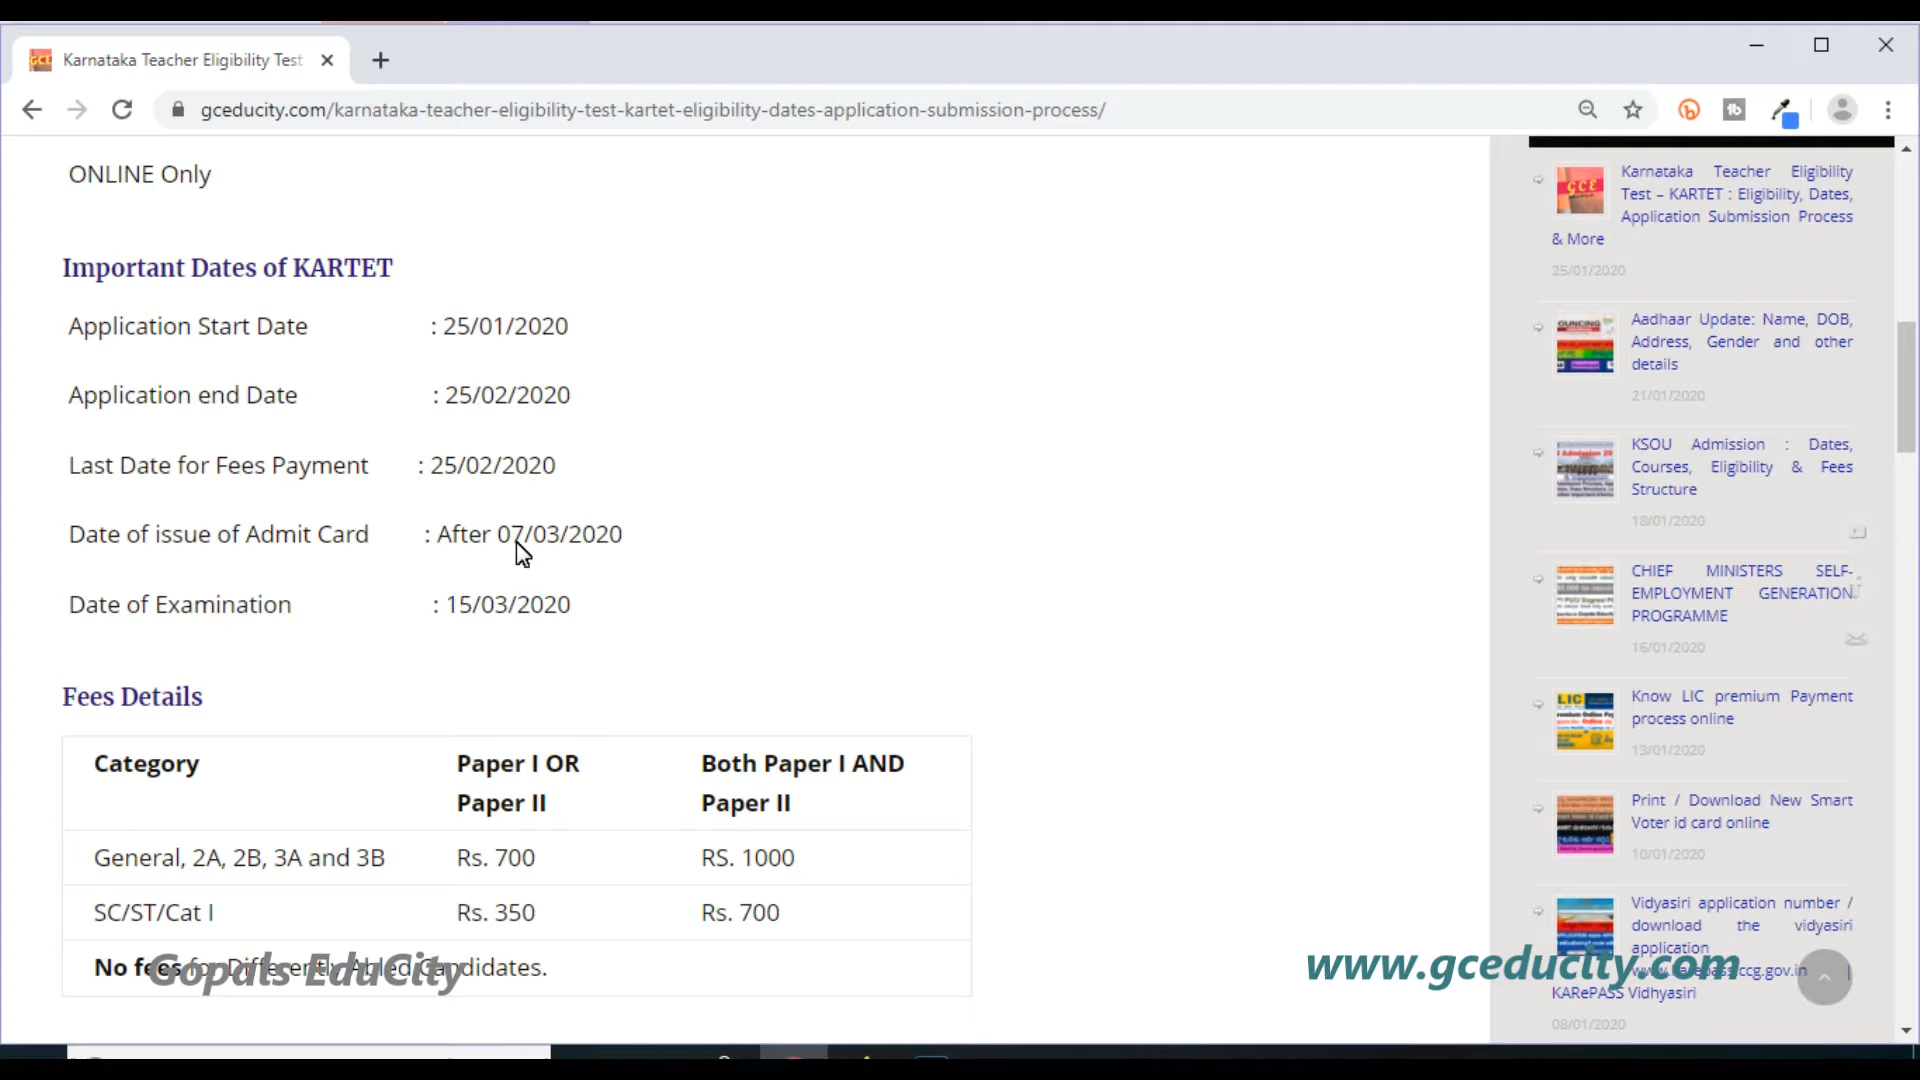 Karnataka Teacher Eligibility Test
gceducity.com/karnataka-teacher-eligibility-test-kartet-eligibility-dates-application-submission-process/
ONLINE Only
Important Dates of KARTET
Application Start Date : 25/01/2020
Application end Date : 25/02/2020
Last Date for Fees Payment : 25/02/2020
Date of issue of Admit Card : After 07/03/2020
Date of Examination : 15/03/2020
Fees Details
Category Paper I OR Both Paper I AND
Paper II Paper II
General, 2A, 2B, 3A and 3B Rs. 700 RS. 1000
SC/ST/Cat I Rs. 350 Rs. 700
No fees for Differently Abled Candidates.
Gopals EduCity
GCE
Karnataka Teacher Eligibility
Test – KARTET : Eligibility, Dates,
Application Submission Process
& More
25/01/2020
Aadhaar Update: Name, DOB,
Address, Gender and other
details
21/01/2020
KSOU Admission : Dates,
Courses, Eligibility & Fees
Structure
18/01/2020
CHIEF MINISTERS SELF-
EMPLOYMENT GENERATION
PROGRAMME
16/01/2020
LIC
Know LIC premium Payment
process online
13/01/2020
Print / Download New Smart
Voter id card online
10/01/2020
Vidyasiri application number /
download the vidyasiri
application
www.karepass.cgg.gov.in |
KARePASS Vidhyasiri
08/01/2020
www.gceducity.com